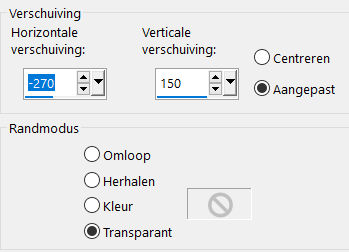 Verschuiving
Horizontale verschuiving:
Verticale verschuiving:
-270
150
Centreren
Aangepast
Randmodus
Omloop
Herhalen
Kleur
Transparant